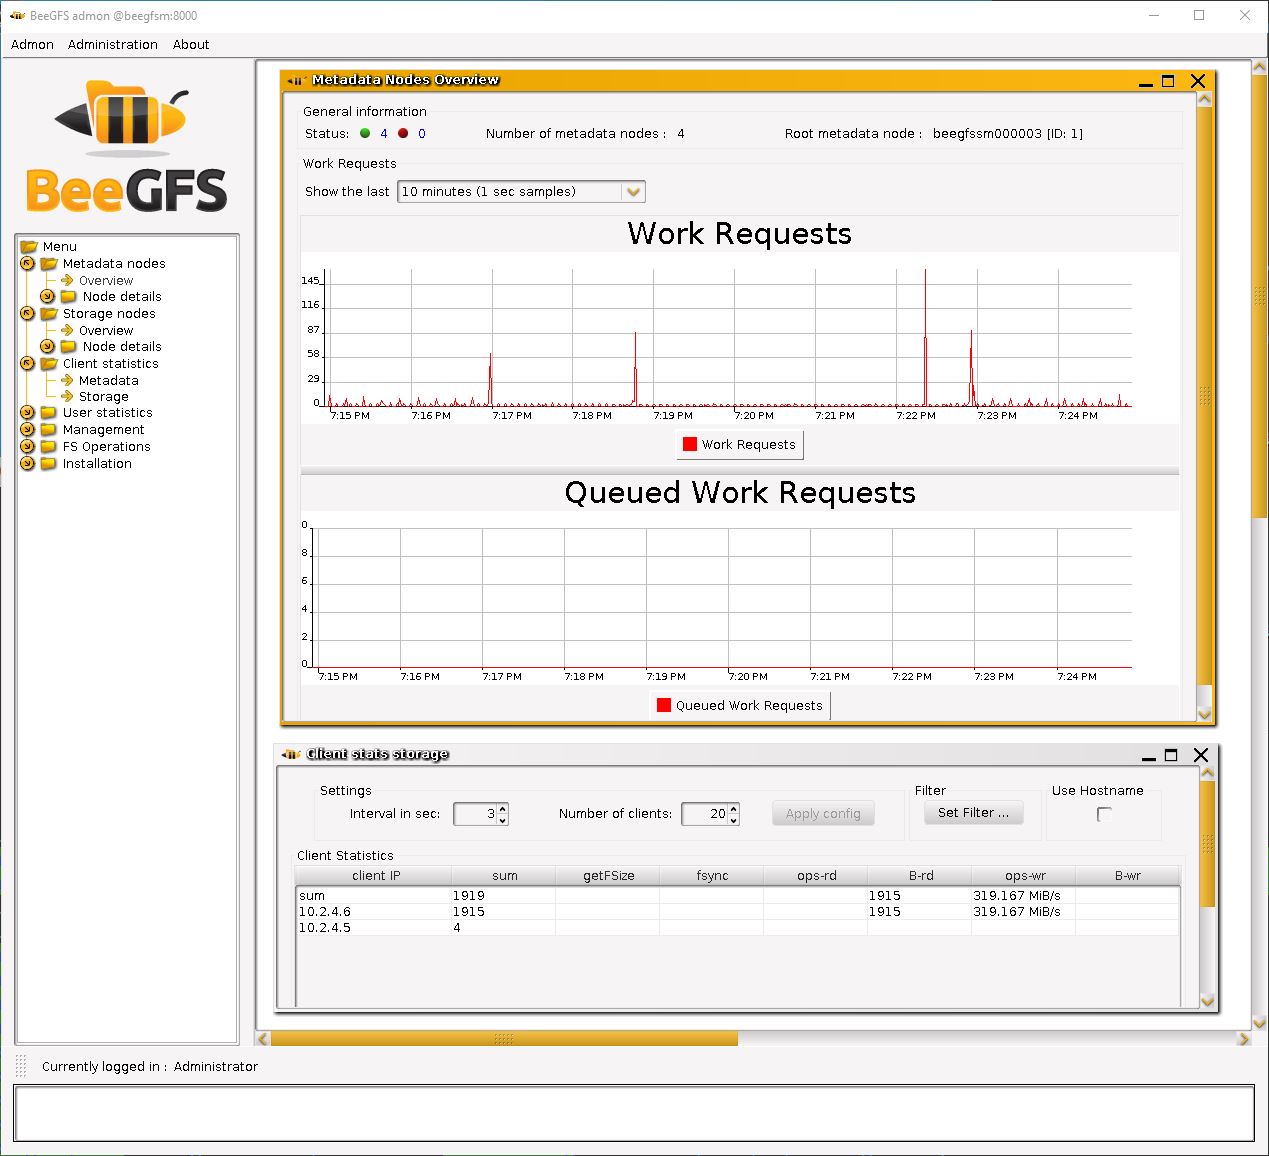 BeeGFS admon @beegfsm:8000
Admon Administration About
BeeGFS
Menu
Metadata nodes
Overview
Node details
Storage nodes
Overview
Node details
Client statistics
Metadata
Storage
User statistics
Management
FS Operations
Installation
Metadata Nodes Overview
General information
Status: 4 0 Number of metadata nodes : 4 Root metadata node : beegfssm000003 [ID: 1]
Work Requests
Show the last 10 minutes (1 sec samples)
Work Requests
145
116
87
58
29
0
7:15 PM 7:16 PM 7:17 PM 7:18 PM 7:19 PM 7:20 PM 7:21 PM 7:22 PM 7:23 PM 7:24 PM
Work Requests
Queued Work Requests
0
8
6
4
2
0
7:15 PM 7:16 PM 7:17 PM 7:18 PM 7:19 PM 7:20 PM 7:21 PM 7:22 PM 7:23 PM 7:24 PM
Queued Work Requests
Client stats storage
Settings Filter Use Hostname
Interval in sec: 3 Number of clients: 20 Apply config Set Filter ...
Client Statistics
client IP sum getFSize fsync ops-rd B-rd ops-wr B-wr
sum 1919 1915 319.167 MiB/s
10.2.4.6 1915 1915 319.167 MiB/s
10.2.4.5 4
Currently logged in : Administrator